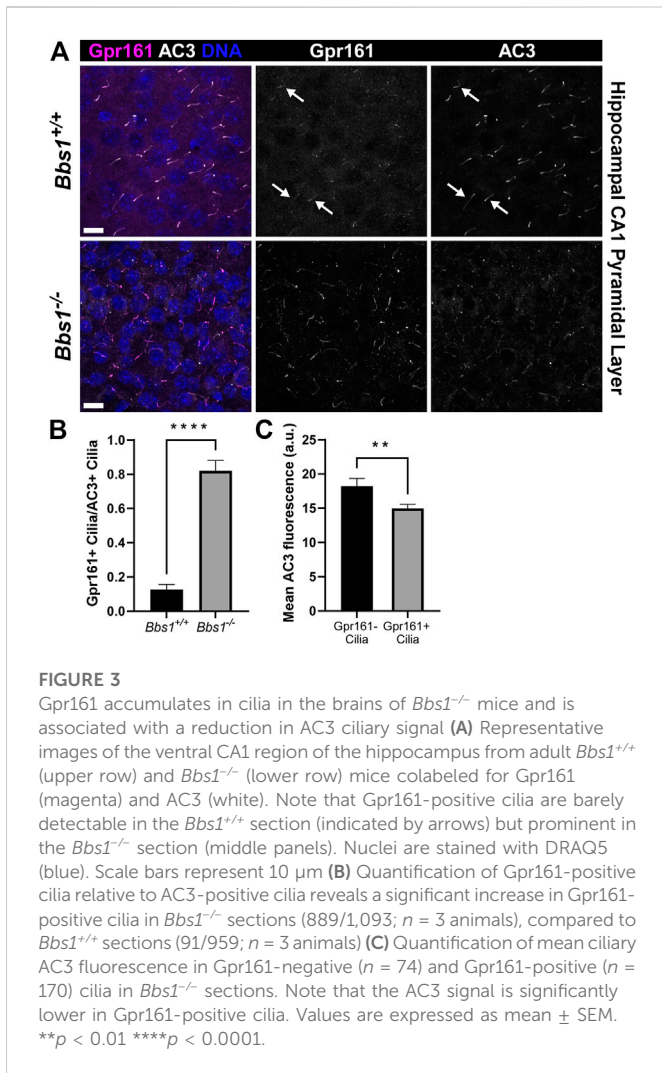 A
Gpr161 AC3 DNA
Gpr161
AC3
Bbs1+/+
Bbs1-/-
Hippocampal CA1 Pyramidal Layer
B
Gpr161+ Cilia/AC3+ Cilia
1.0
0.8
0.6
0.4
0.2
0.0
****
Bbs1+/+ Bbs1-/-
C
Mean AC3 fluorescence (a.u.)
25
20
15
10
5
0
**
Gpr161- Gpr161+
Cilia Cilia
FIGURE 3
Gpr161 accumulates in cilia in the brains of Bbs1−/− mice and is
associated with a reduction in AC3 ciliary signal (A) Representative
images of the ventral CA1 region of the hippocampus from adult Bbs1+/+
(upper row) and Bbs1−/− (lower row) mice colabeled for Gpr161
(magenta) and AC3 (white). Note that Gpr161-positive cilia are barely
detectable in the Bbs1+/+ section (indicated by arrows) but prominent in
the Bbs1−/− section (middle panels). Nuclei are stained with DRAQ5
(blue). Scale bars represent 10 μm (B) Quantification of Gpr161-positive
cilia relative to AC3-positive cilia reveals a significant increase in Gpr161-
positive cilia in Bbs1−/− sections (889/1,093; n = 3 animals), compared to
Bbs1+/+ sections (91/959; n = 3 animals) (C) Quantification of mean ciliary
AC3 fluorescence in Gpr161-negative (n = 74) and Gpr161-positive (n =
170) cilia in Bbs1−/− sections. Note that the AC3 signal is significantly
lower in Gpr161-positive cilia. Values are expressed as mean ± SEM.
**p < 0.01 ****p < 0.0001.